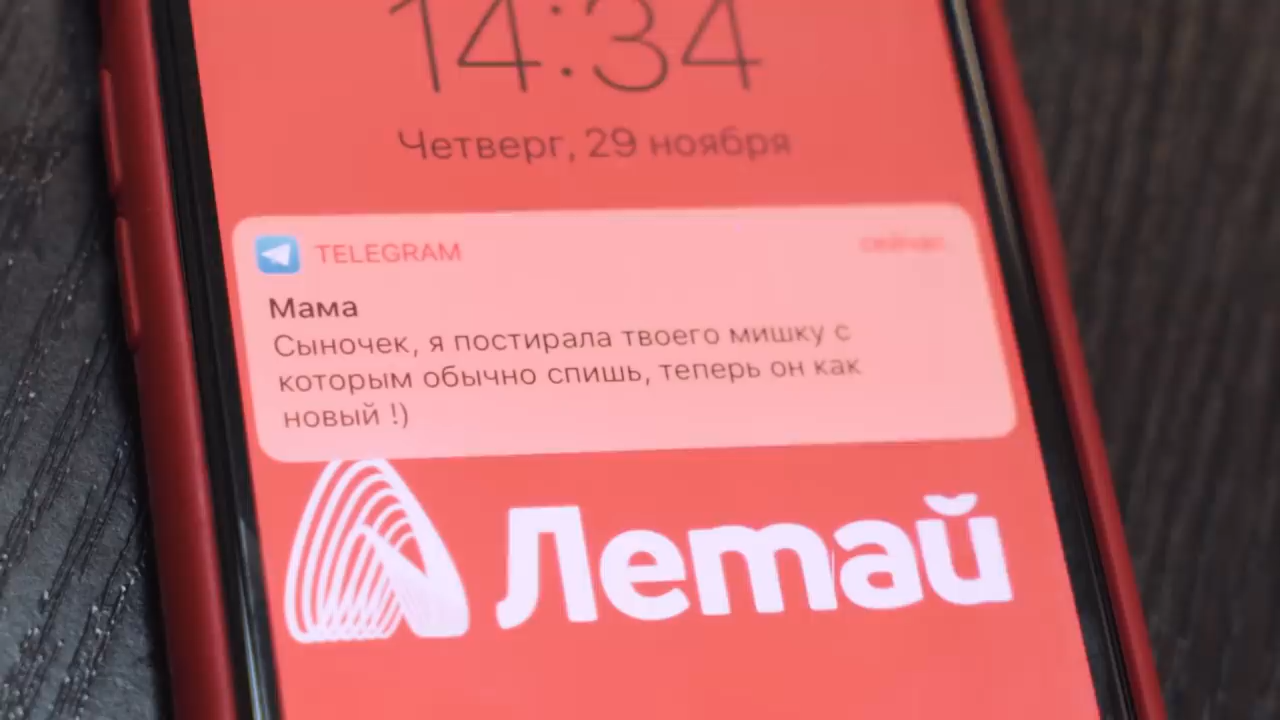 14:34
Четверг, 29 ноября
TELEGRAM
сейчас
Мама
Сыночек, я постирала твоего мишку с
которым обычно спишь, теперь он как
новый !)
Летай